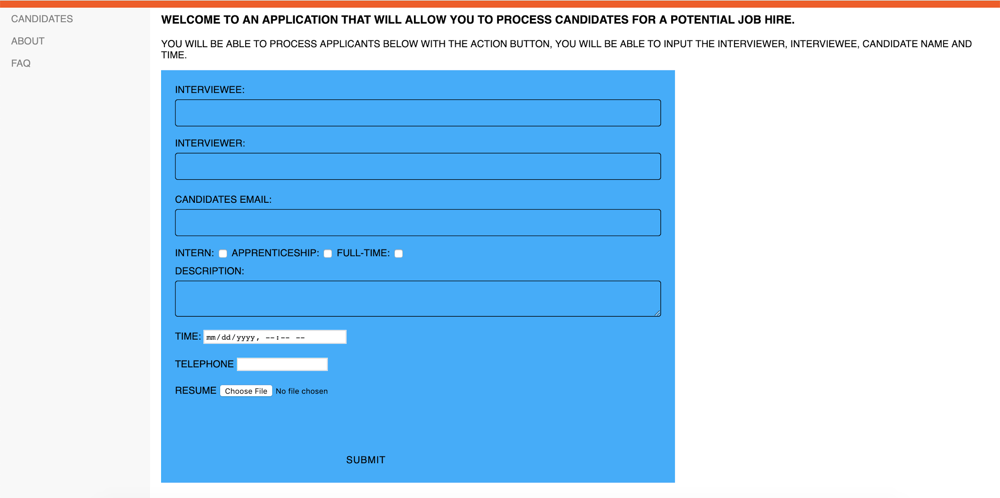 CANDIDATES
ABOUT
FAQ
WELCOME TO AN APPLICATION THAT WILL ALLOW YOU TO PROCESS CANDIDATES FOR A POTENTIAL JOB HIRE.
YOU WILL BE ABLE TO PROCESS APPLICANTS BELOW WITH THE ACTION BUTTON, YOU WILL BE ABLE TO INPUT THE INTERVIEWER, INTERVIEWEE, CANDIDATE NAME AND
TIME.
INTERVIEWEE:
INTERVIEWER:
CANDIDATES EMAIL:
INTERN: APPRENTICESHIP: FULL-TIME:
DESCRIPTION:
TIME: mm/dd/yyyy, --:-- --
TELEPHONE
RESUME Choose File No file chosen
SUBMIT